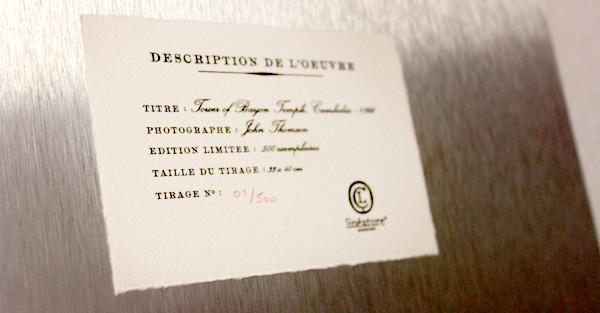 DESCRIPTION DE L'OEUVRE
TITRE : Tower of Bayon Temple, Cambodia - 1866
PHOTOGRAPHE : John Thomson
EDITION LIMITEE : 500 exemplaires
TAILLE DU TIRAGE : x 40 cm
TIRAGE N° : 01/500
CL